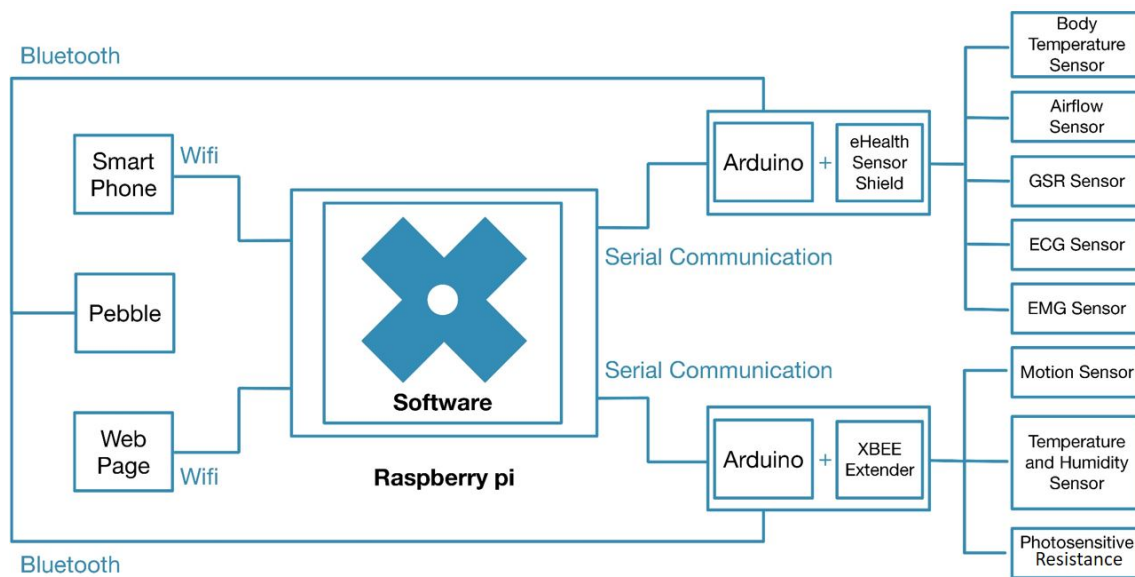 Bluetooth
Smart
Phone
Wifi
Pebble
Web
Page
Wifi
Bluetooth
Software
Raspberry pi
Serial Communication
Serial Communication
Arduino
+
eHealth
Sensor
Shield
Arduino
+
XBEE
Extender
Body
Temperature
Sensor
Airflow
Sensor
GSR Sensor
ECG Sensor
EMG Sensor
Motion Sensor
Temperature
and Humidity
Sensor
Photosensitive
Resistance